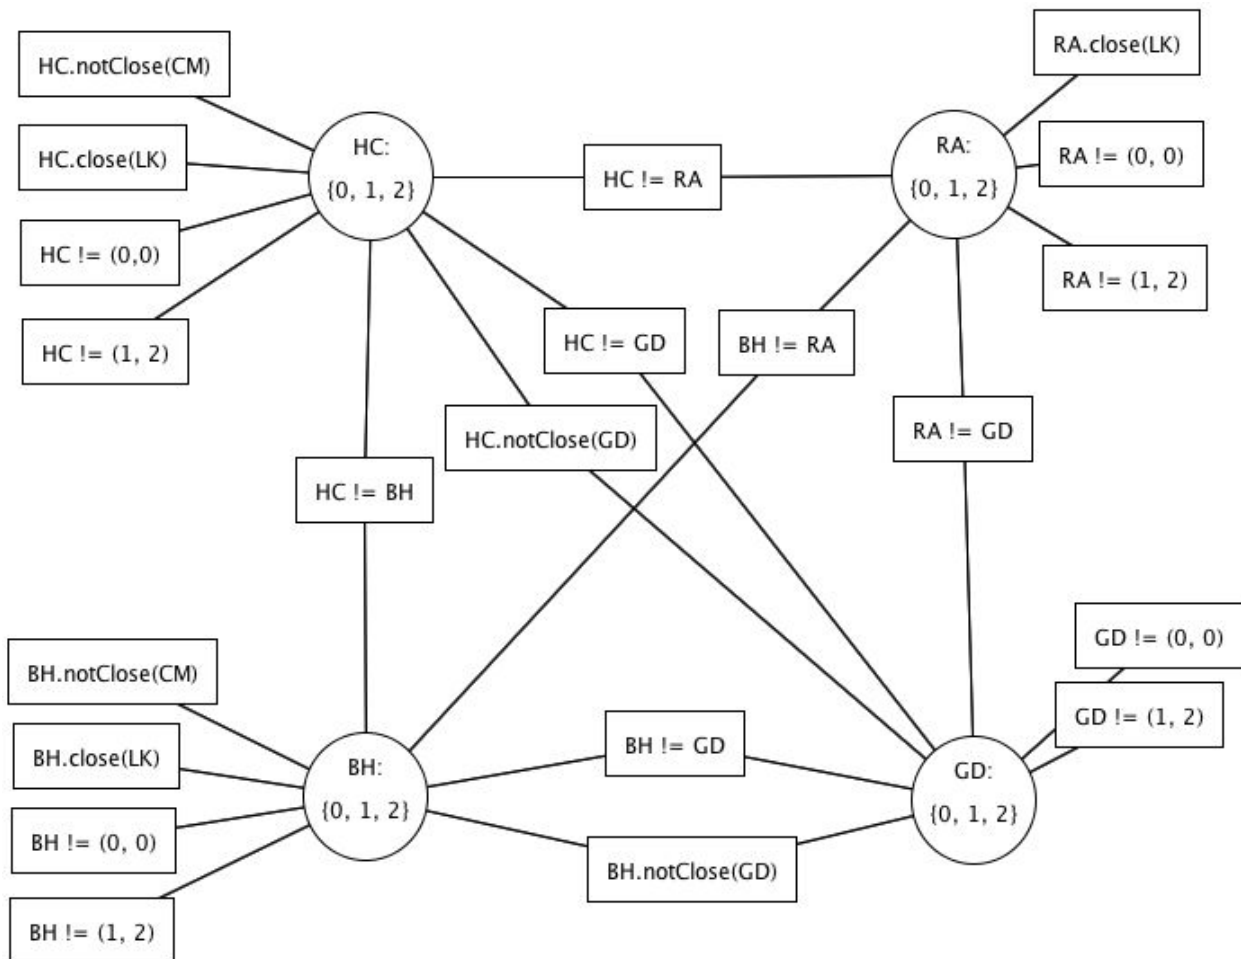 HC.notClose(CM)
RA.close(LK)
HC.close(LK)
HC:
{0, 1, 2}
HC != RA
RA:
{0, 1, 2}
RA != (0, 0)
HC != (0,0)
RA != (1, 2)
HC != (1, 2)
HC != GD
BH != RA
HC.notClose(GD)
RA != GD
HC != BH
GD != (0, 0)
BH.notClose(CM)
GD != (1, 2)
BH.close(LK)
BH:
{0, 1, 2}
BH != GD
GD:
{0, 1, 2}
BH != (0, 0)
BH.notClose(GD)
BH != (1, 2)